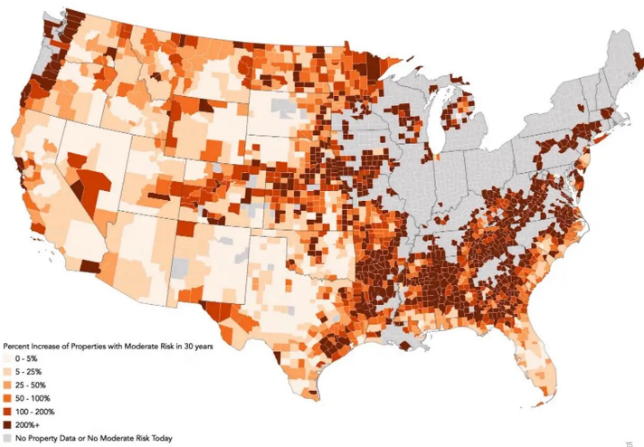 Percent Increase of Properties with Moderate Risk in 30 years
0 - 5%
5 - 25%
25 - 50%
50 - 100%
100 - 200%
200%+
No Property Data or No Moderate Risk Today
15